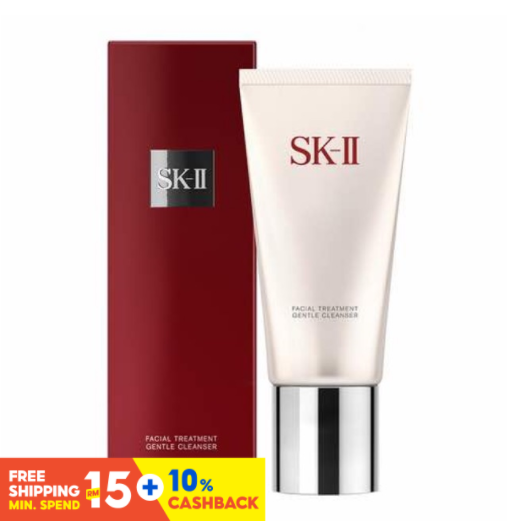 SK-II
FACIAL TREATMENT
GENTLE CLEANSER
SK-II
FACIAL TREATMENT
GENTLE CLEANSER
FREE
SHIPPING
MIN. SPEND RM 15 + 10% CASHBACK